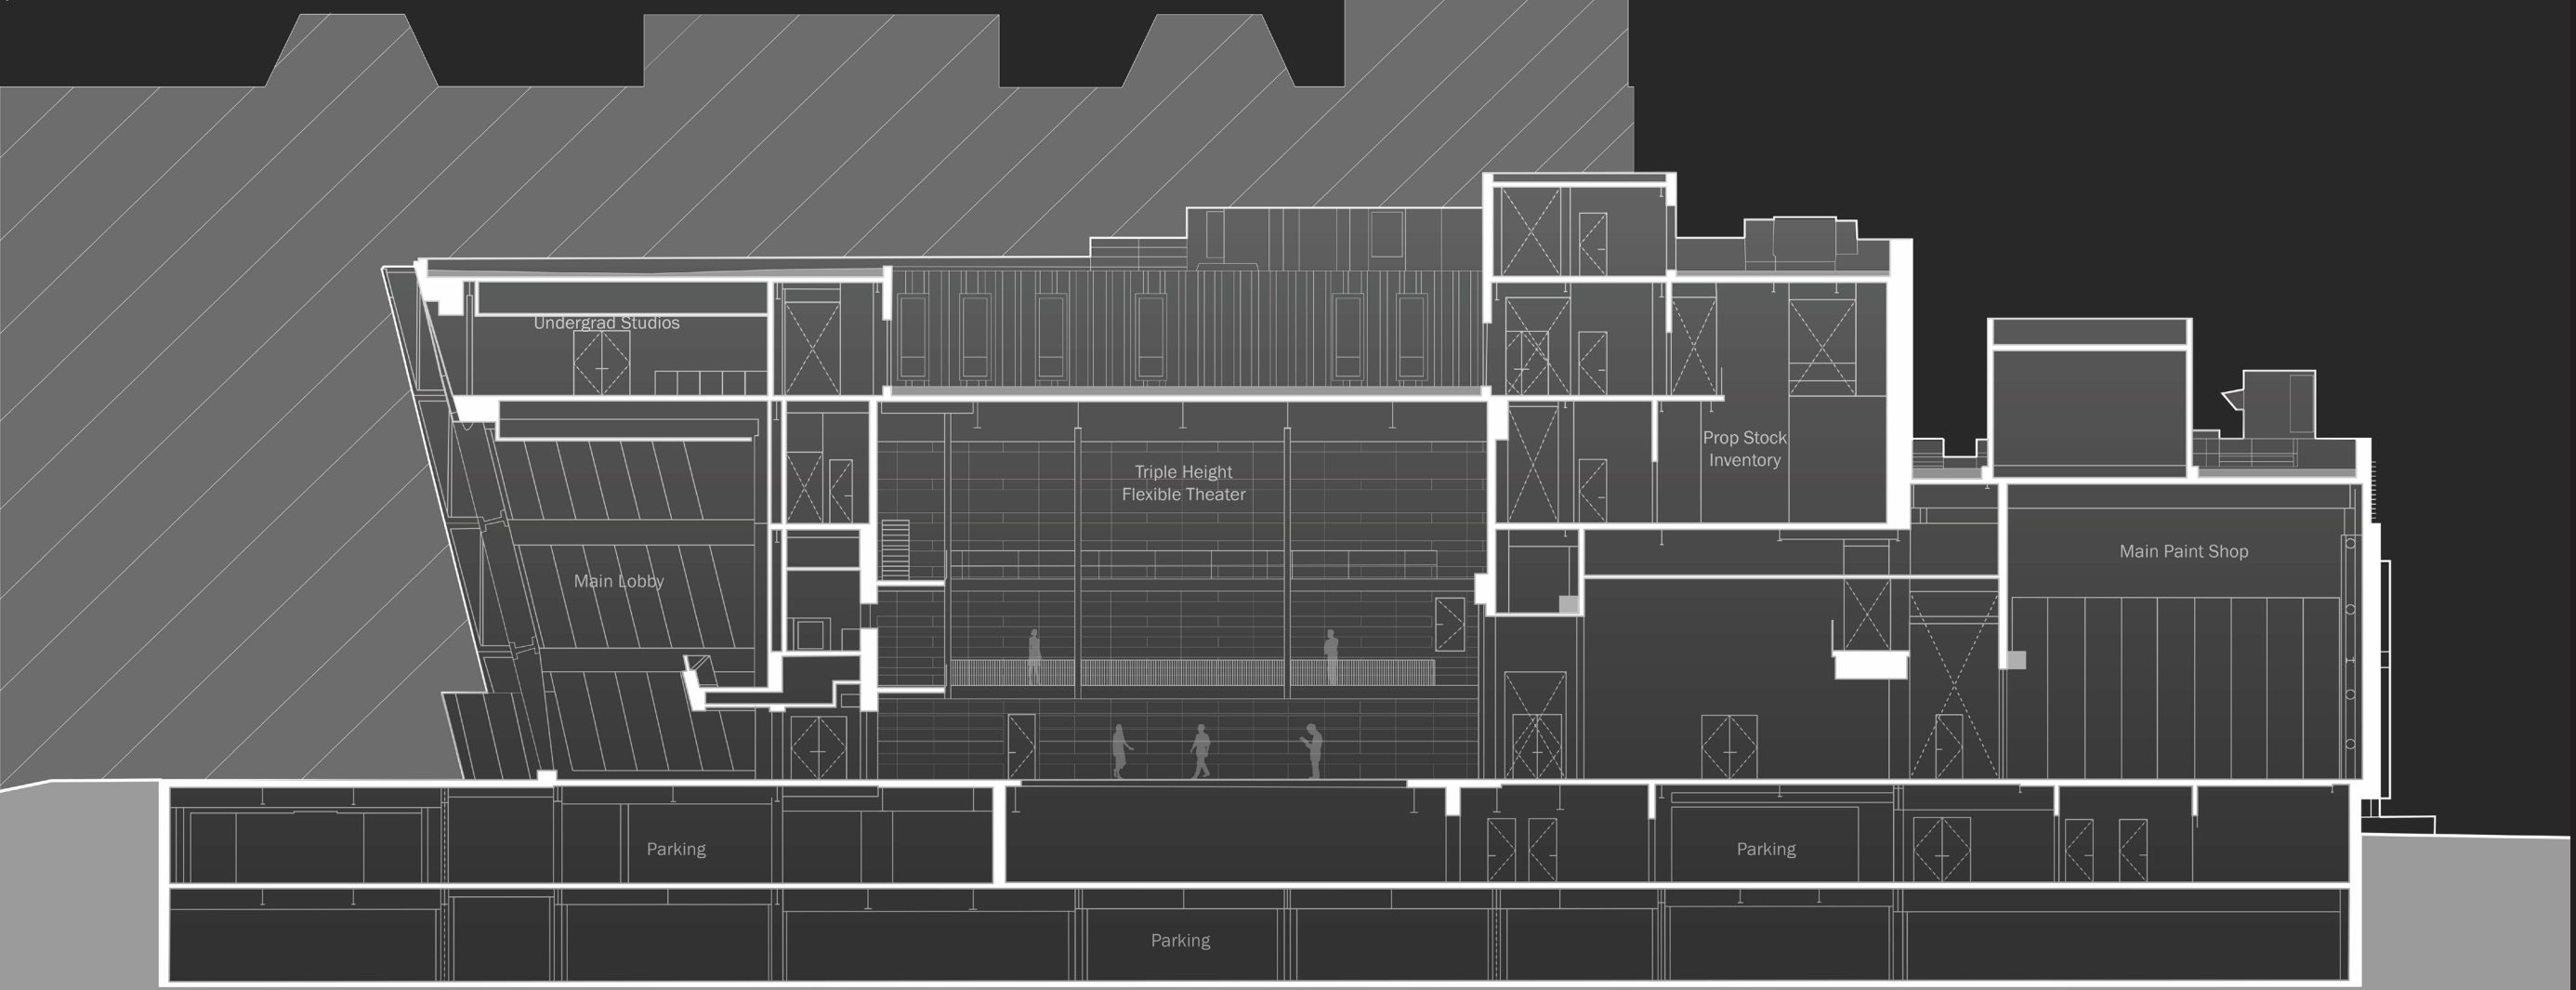 Undergrad Studios
Prop Stock
Inventory
Triple Height
Flexible Theater
Main Paint Shop
Main Lobby
Parking
Parking
Parking